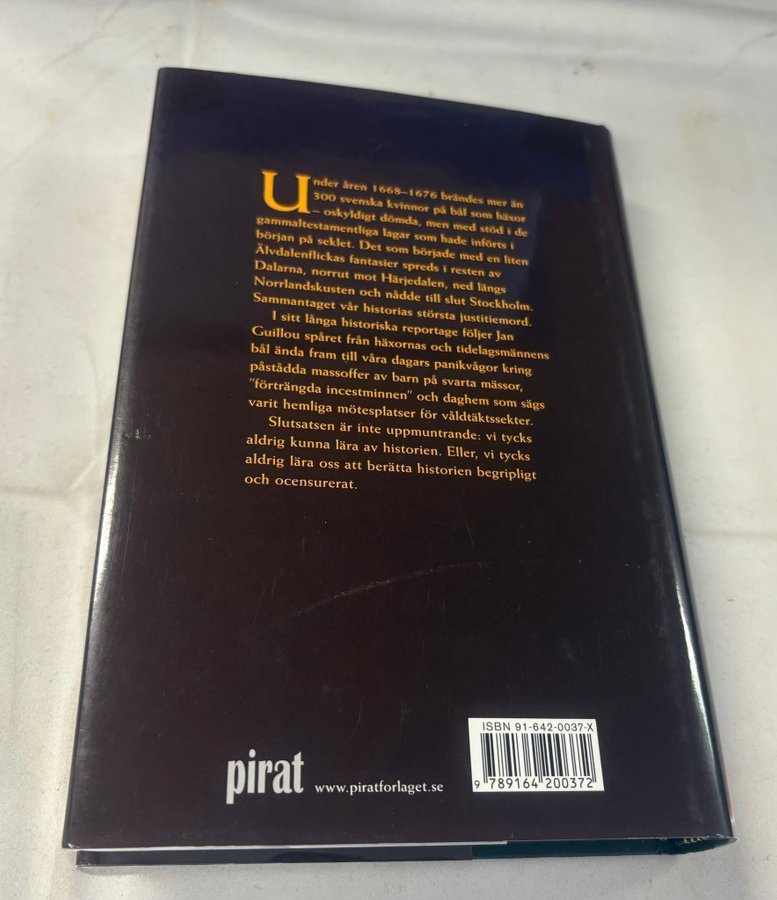 Under åren 1668–1676 brändes mer än
300 svenska kvinnor på bål som häxor
– oskyldigt dömda, men med stöd i de
gammaltestamentliga lagar som hade införts i
början på seklet. Det som började med en liten
Älvdalenflickas fantasier spreds i resten av
Dalarna, norrut mot Härjedalen, ned längs
Norrlandskusten och nådde till slut Stockholm.
Sammantaget vår historias största justitiemord.
I sitt långa historiska reportage följer Jan
Guillou spåret från häxornas och tidelagsmännens
bål ända fram till våra dagars panikvågor kring
påstådda massoffer av barn på svarta mässor,
"förträngda incestminnen" och daghem som sägs
varit hemliga mötesplatser för våldtäktssekter.
Slutsatsen är inte uppmuntrande: vi tycks
aldrig kunna lära av historien. Eller, vi tycks
aldrig lära oss att berätta historien begripligt
och ocensurerat.
ISBN 91-642-0037-X
9 789164 200372
pirat www.piratforlaget.se